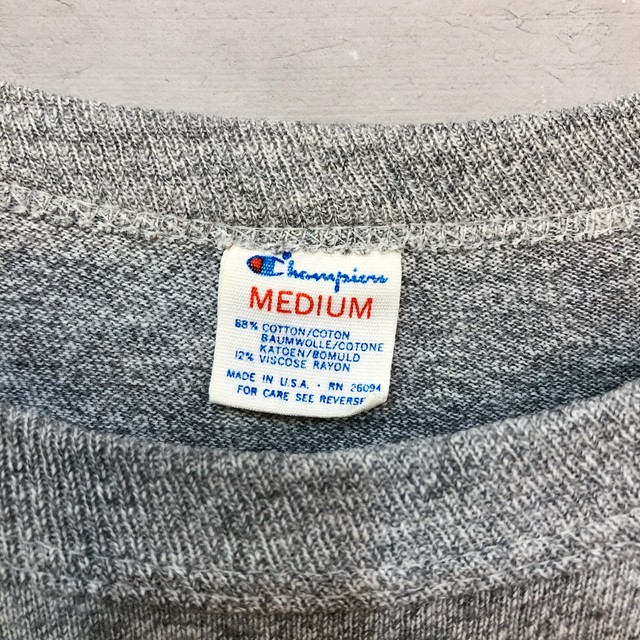 Champion
MEDIUM
88% COTTON/COTON
BAUMWOLLE/COTONE
KATOEN/BOMULD
12% VISCOSE RAYON
MADE IN U.S.A. · RN 26094
FOR CARE SEE REVERSE